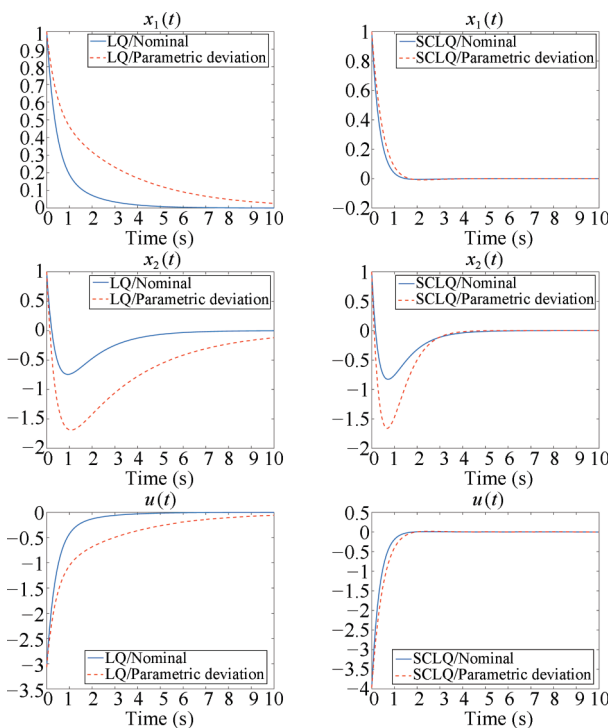 x₁(t)
1
0.9
0.8
0.7
0.6
0.5
0.4
0.3
0.2
0.1
0
LQ/Nominal
LQ/Parametric deviation
0 1 2 3 4 5 6 7 8 9 10
Time (s)
x₁(t)
1
0.8
0.6
0.4
0.2
0
−0.2
SCLQ/Nominal
SCLQ/Parametric deviation
0 1 2 3 4 5 6 7 8 9 10
Time (s)
x₂(t)
1
0.5
0
−0.5
−1
−1.5
−2
LQ/Nominal
LQ/Parametric deviation
0 1 2 3 4 5 6 7 8 9 10
Time (s)
x₂(t)
1
0.5
0
−0.5
−1
−1.5
−2
SCLQ/Nominal
SCLQ/Parametric deviation
0 1 2 3 4 5 6 7 8 9 10
Time (s)
u(t)
0
−0.5
−1
−1.5
−2
−2.5
−3
−3.5
LQ/Nominal
LQ/Parametric deviation
0 1 2 3 4 5 6 7 8 9 10
Time (s)
u(t)
0.5
0
−0.5
−1
−1.5
−2
−2.5
−3
−3.5
−4
SCLQ/Nominal
SCLQ/Parametric deviation
0 1 2 3 4 5 6 7 8 9 10
Time (s)